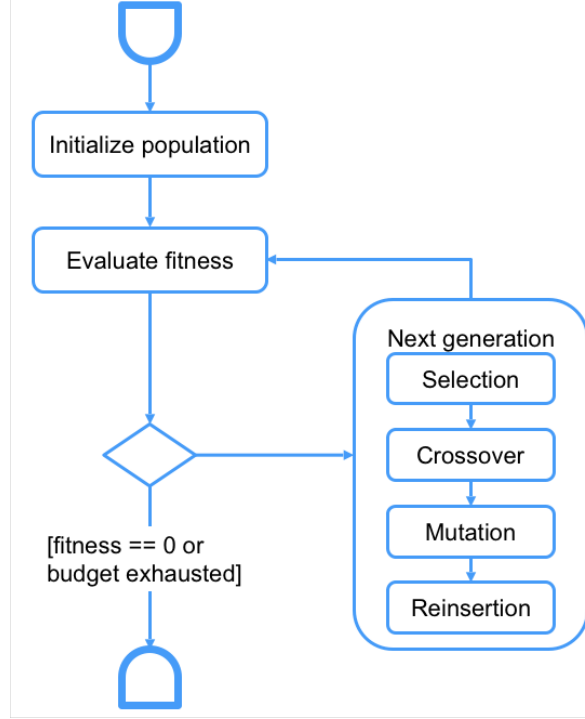 Initialize population
Evaluate fitness
Next generation
Selection
Crossover
Mutation
Reinsertion
[fitness == 0 or
budget exhausted]